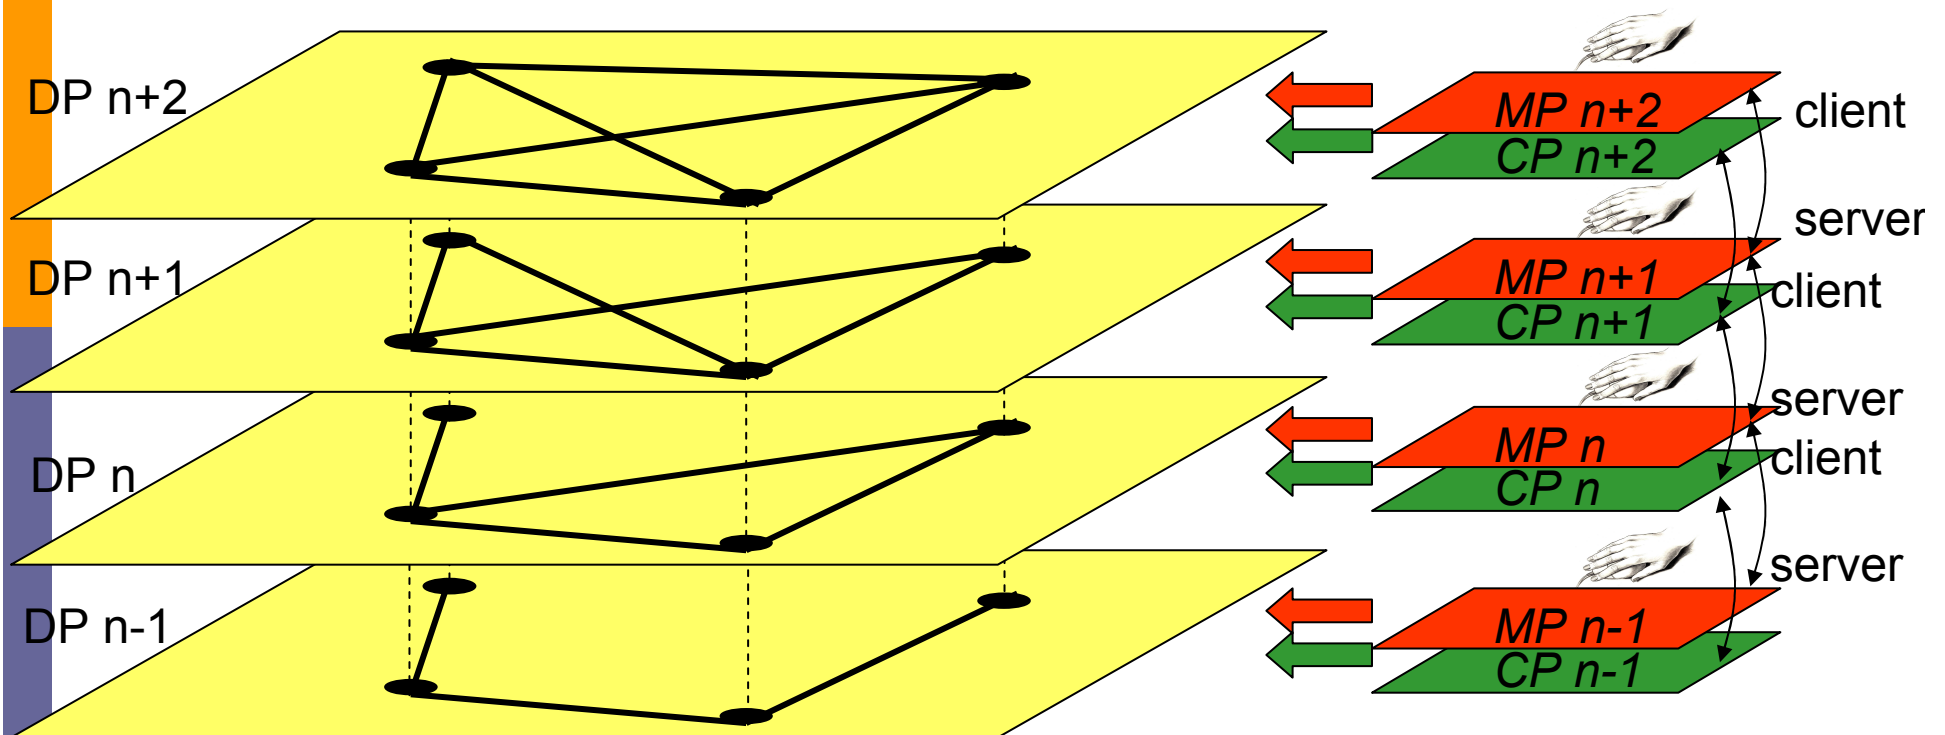 DP n+2
MP n+2
CP n+2
client
server
DP n+1
MP n+1
CP n+1
client
server
DP n
MP n
CP n
client
server
DP n-1
MP n-1
CP n-1